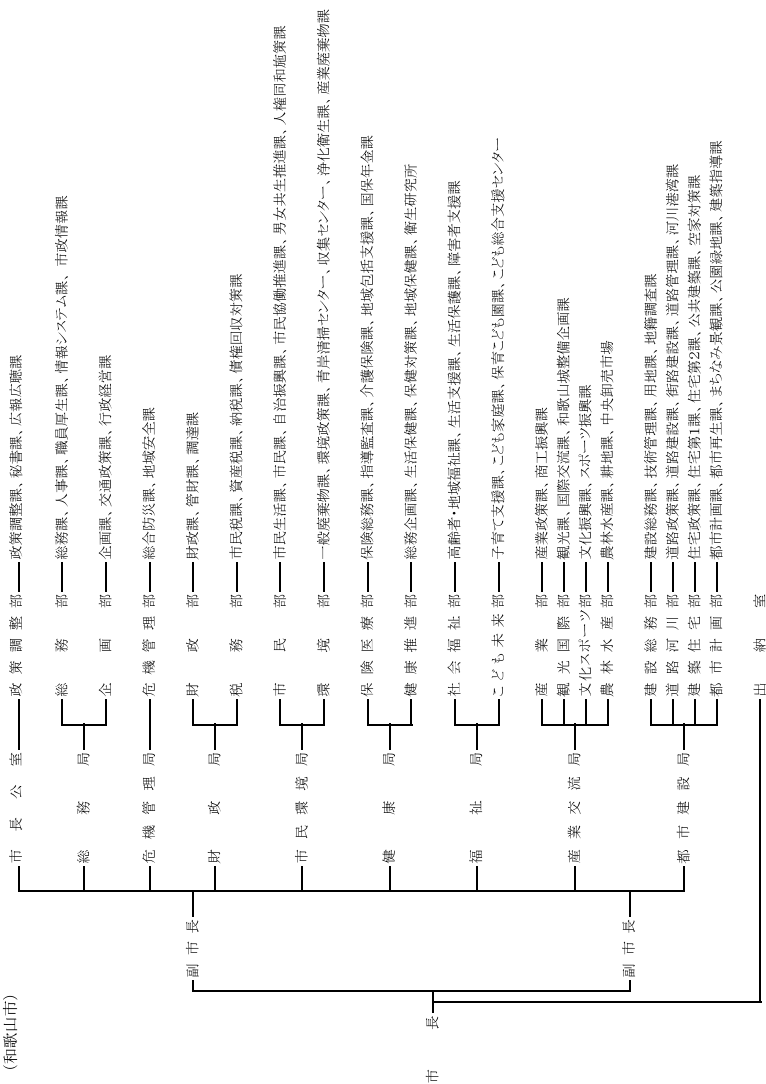 (和歌山市)
市長
副市長
副市長
市長公室
政策調整部 政策調整課、秘書課、広報広聴課
総務局
総務部 総務課、人事課、職員厚生課、情報システム課、市政情報課
企画部 企画課、交通政策課、行政経営課
危機管理局
危機管理部 総合防災課、地域安全課
財政局
財政部 財政課、管財課、調達課
税務部 市民税課、資産税課、納税課、債権回収対策課
市民環境局
市民部 市民生活課、市民課、自治振興課、市民協働推進課、男女共生推進課、人権同和施策課
環境部 一般廃棄物課、環境政策課、青岸清掃センター、収集センター、浄化衛生課、産業廃棄物課
健康局
保険医療部 保険総務課、指導監査課、介護保険課、地域包括支援課、国保年金課
健康推進部 総務企画課、生活保健課、保健対策課、地域保健課、衛生研究所
福祉局
社会福祉部 高齢者・地域福祉課、生活支援課、生活保護課、障害者支援課
こども未来部 子育て支援課、こども家庭課、保育こども園課、こども総合支援センター
産業交流局
産業部 産業政策課、商工振興課
観光国際部 観光課、国際交流課、和歌山城整備企画課
文化スポーツ部 文化振興課、スポーツ振興課
農林水産部 農林水産課、耕地課、中央卸売市場
都市建設局
建設総務部 建設総務課、技術管理課、用地課、地籍調査課
道路河川部 道路政策課、道路建設課、街路建設課、道路管理課、河川港湾課
建築住宅部 住宅政策課、住宅第1課、住宅第2課、公共建築課、空家対策課
都市計画部 都市計画課、都市再生課、まちなみ景観課、公園緑地課、建築指導課
出納室